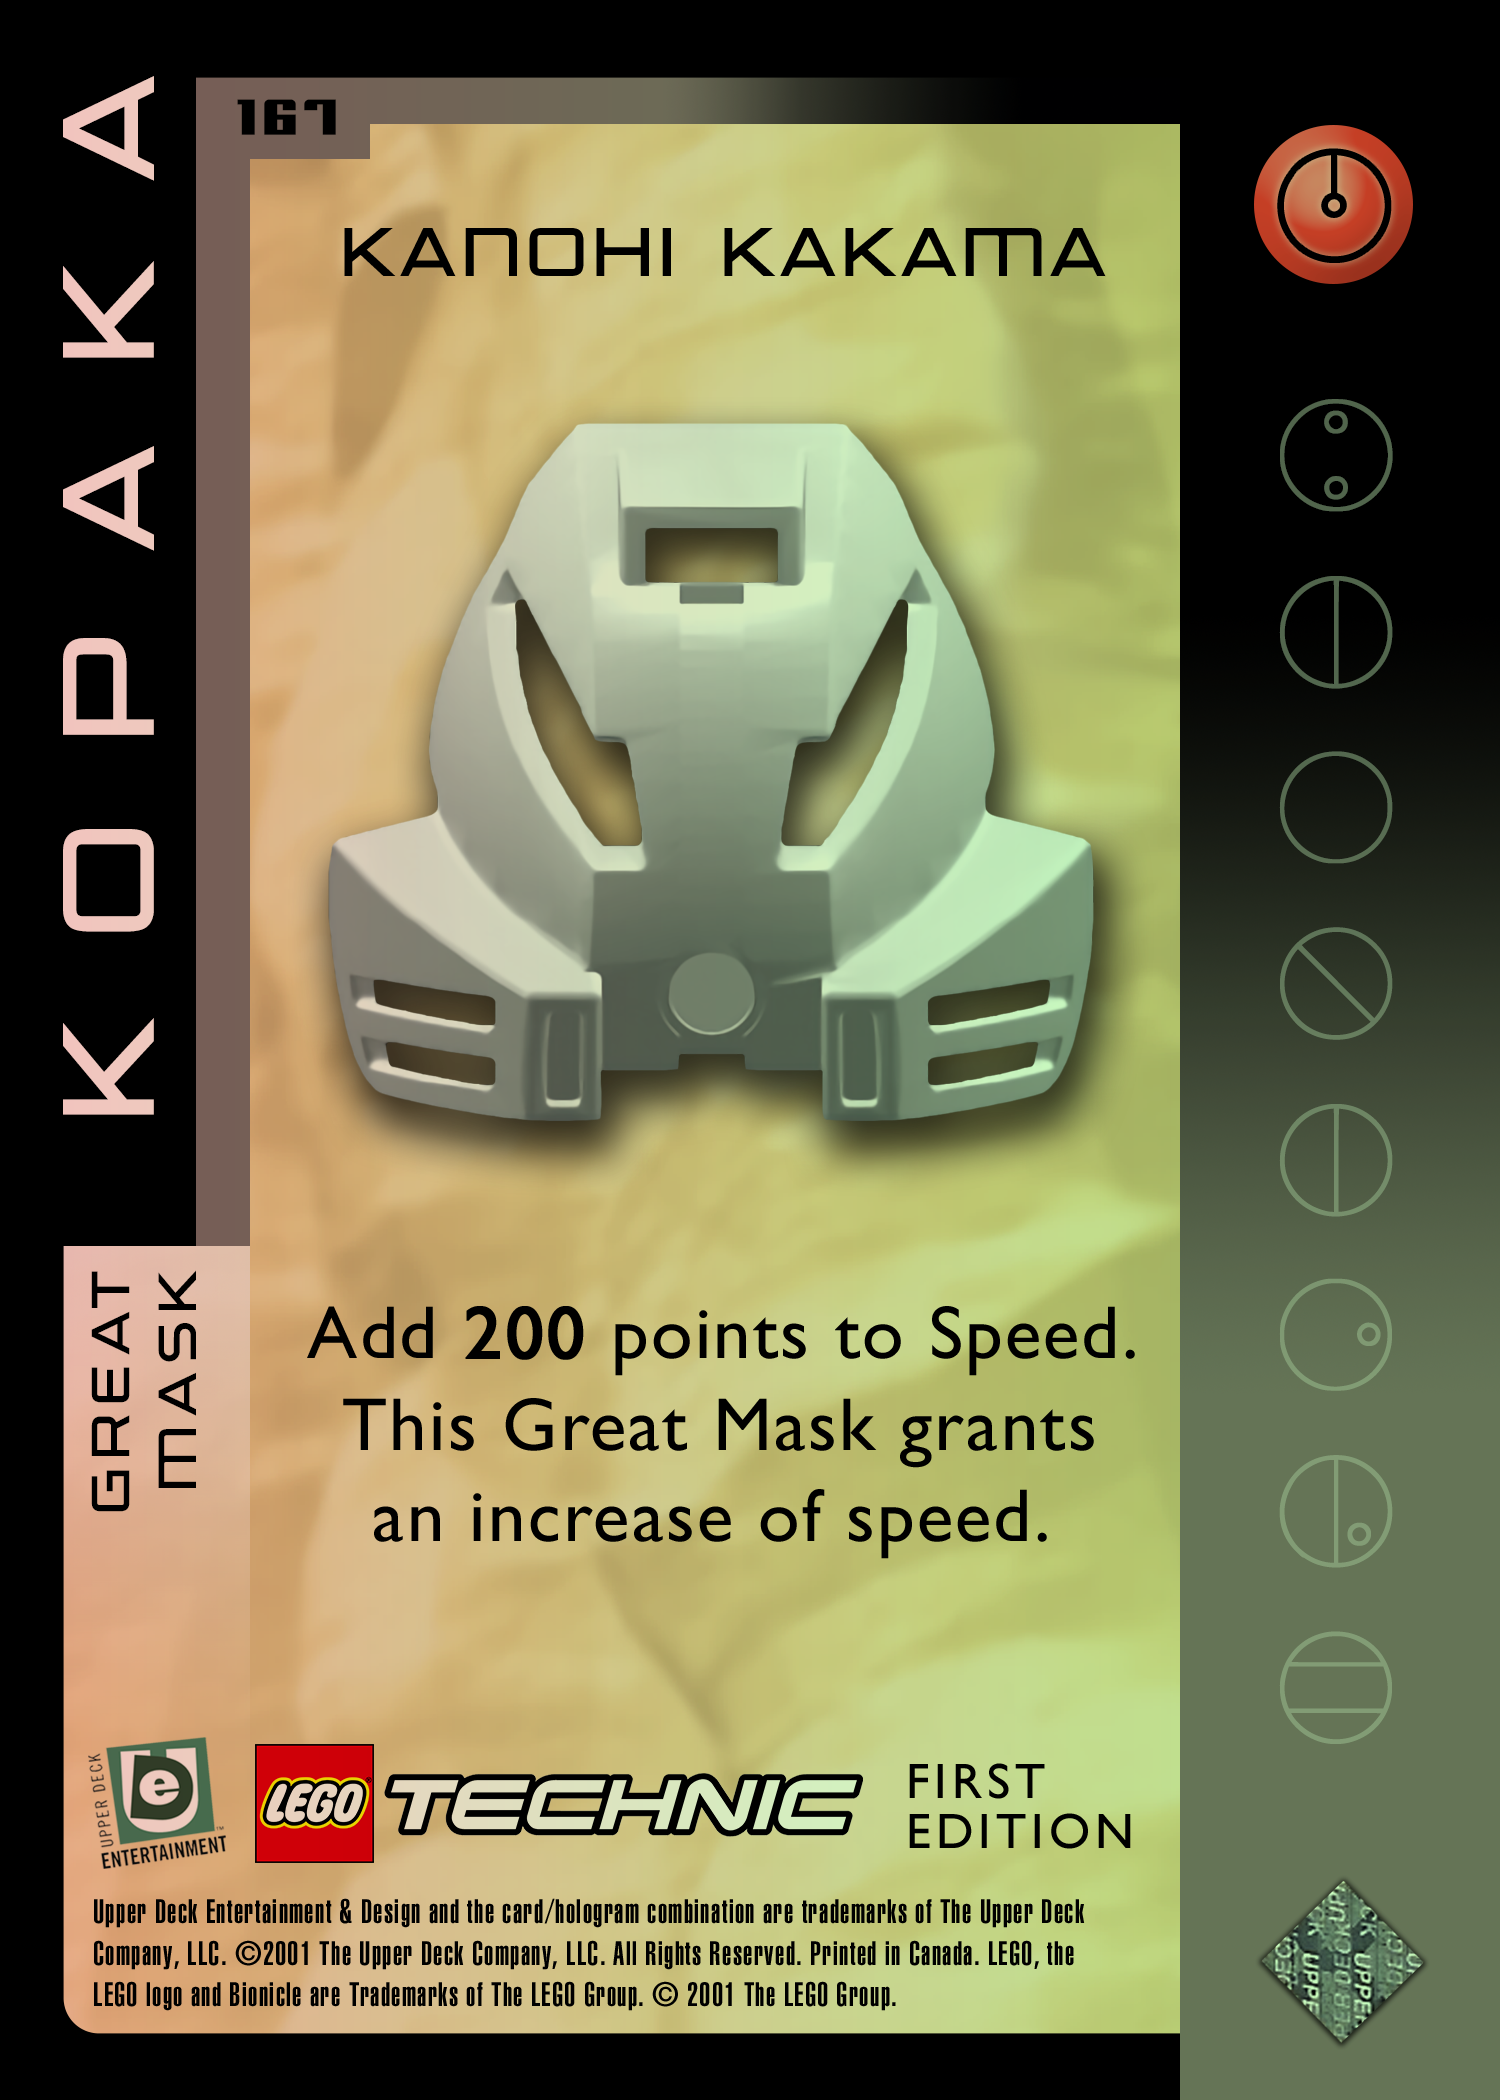 167
KOPAKA
KANOHI KAKAMA
GREAT
MASK
Add 200 points to Speed.
This Great Mask grants
an increase of speed.
UPPER DECK
ENTERTAINMENT
LEGO TECHNIC
FIRST
EDITION
Upper Deck Entertainment & Design and the card/hologram combination are trademarks of The Upper Deck
Company, LLC. ©2001 The Upper Deck Company, LLC. All Rights Reserved. Printed in Canada. LEGO, the
LEGO logo and Bionicle are Trademarks of The LEGO Group. © 2001 The LEGO Group.